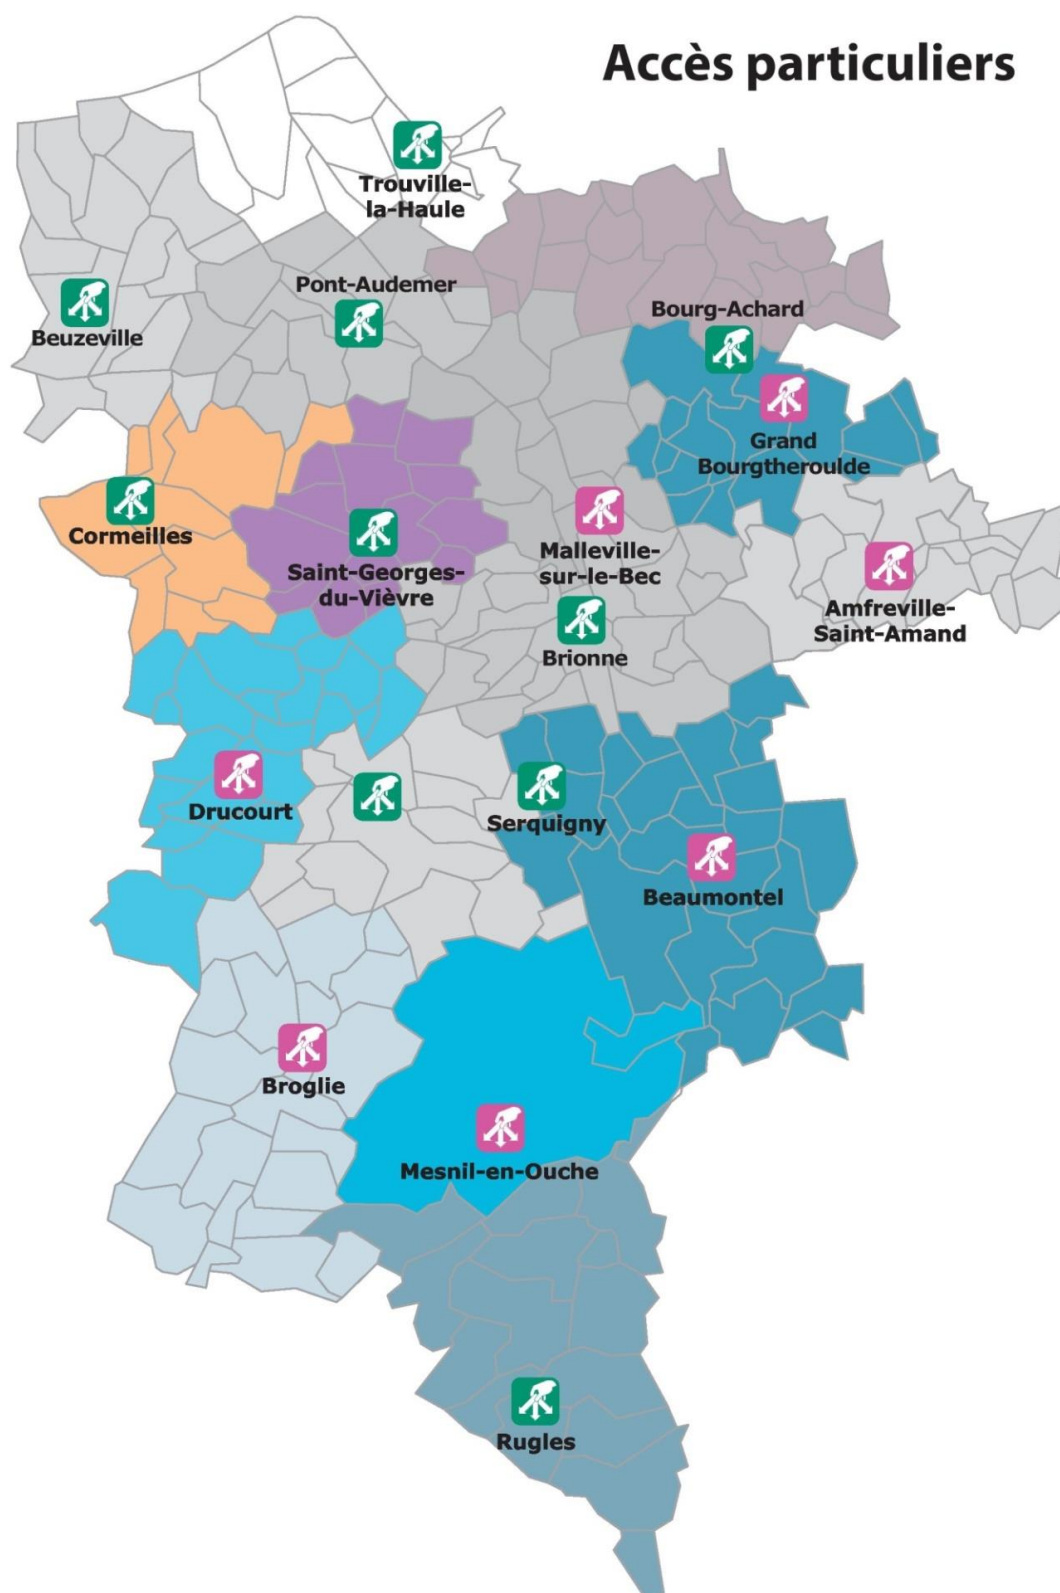 Accès particuliers
Trouville-
la-Haule
Pont-Audemer
Beuzeville
Bourg-Achard
Grand
Bourgtheroulde
Cormeilles
Saint-Georges-
du-Vièvre
Malleville-
sur-le-Bec
Amfreville-
Saint-Amand
Brionne
Drucourt
Serquigny
Beaumontel
Broglie
Mesnil-en-Ouche
Rugles